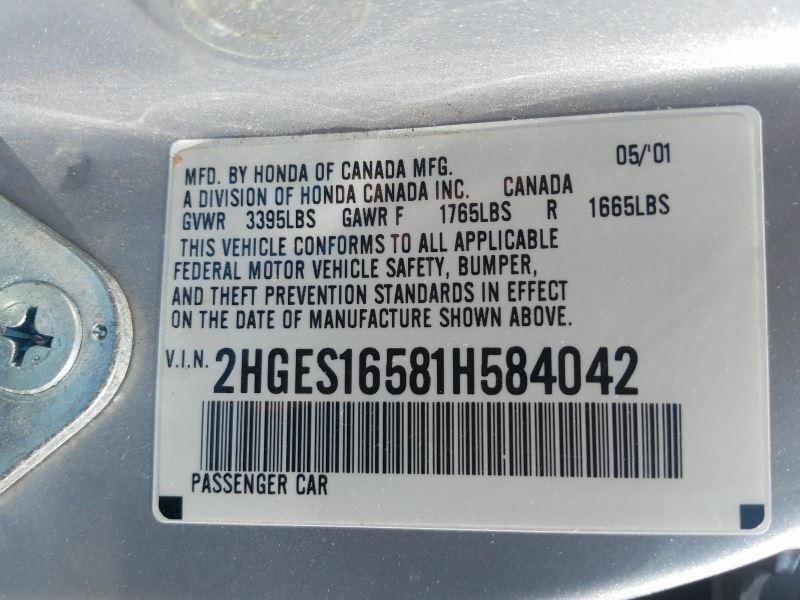 MFD. BY HONDA OF CANADA MFG. 05/'01
A DIVISION OF HONDA CANADA INC. CANADA
GVWR 3395LBS GAWR F 1765LBS R 1665LBS
THIS VEHICLE CONFORMS TO ALL APPLICABLE
FEDERAL MOTOR VEHICLE SAFETY, BUMPER,
AND THEFT PREVENTION STANDARDS IN EFFECT
ON THE DATE OF MANUFACTURE SHOWN ABOVE.
V.I.N. 2HGES16581H584042
PASSENGER CAR